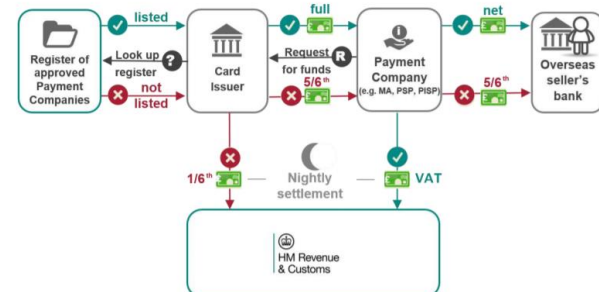 listed
full
net
Register of
approved
Payment
Companies
Look up
?
register
not
listed
Card
Issuer
Request
R
for funds
5/6th
i
Payment
Company
(e.g. MA, PSP, PISP)
5/6th
Overseas
seller's
bank
1/6th
Nightly
settlement
VAT
HM Revenue
& Customs